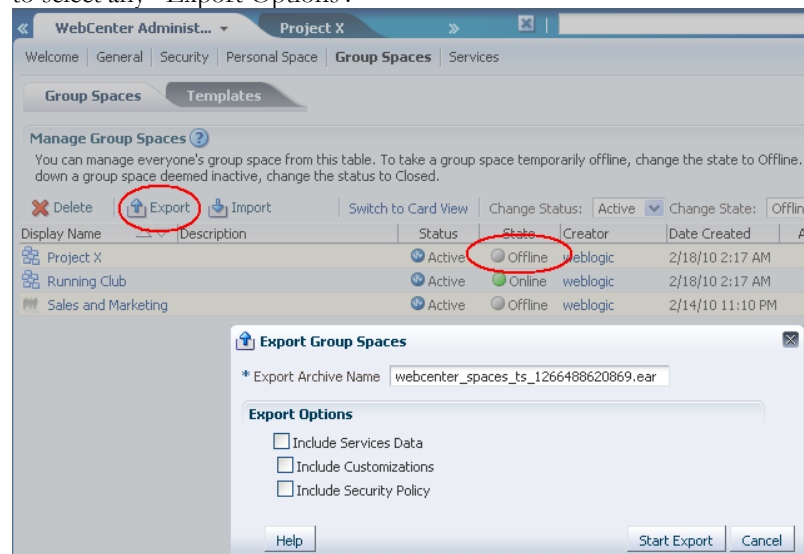 to select any "Export Options".
WebCenter Administ... Project X
Welcome General Security Personal Space Group Spaces Services
Group Spaces Templates
Manage Group Spaces
You can manage everyone's group space from this table. To take a group space temporarily offline, change the state to Offline.
down a group space deemed inactive, change the status to Closed.
Delete Export Import Switch to Card View Change Status: Active Change State: Offlin
Display Name Description Status State Creator Date Created A
Project X Active Offline weblogic 2/18/10 2:17 AM
Running Club Active Online weblogic 2/18/10 2:17 AM
Sales and Marketing Active Offline weblogic 2/14/10 11:10 PM
Export Group Spaces
* Export Archive Name webcenter_spaces_ts_1266488620869.ear
Export Options
Include Services Data
Include Customizations
Include Security Policy
Help Start Export Cancel